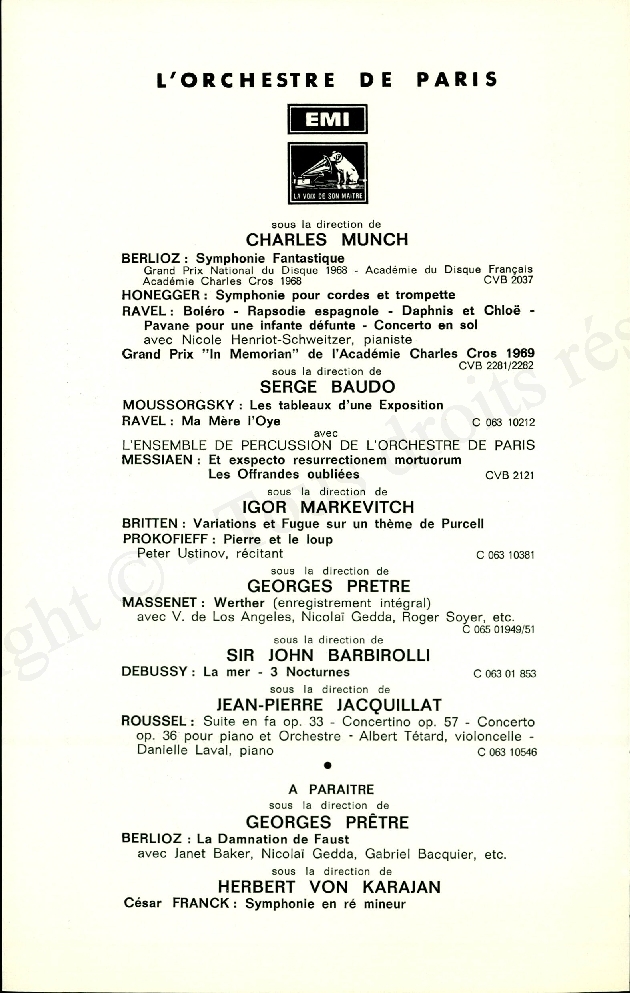 L'ORCHESTRE DE PARIS
EMI
LA VOIX DE SON MAITRE
sous la direction de
CHARLES MUNCH
BERLIOZ : Symphonie Fantastique
Grand Prix National du Disque 1968 - Académie du Disque Français
Académie Charles Cros 1968 CVB 2037
HONEGGER : Symphonie pour cordes et trompette
RAVEL : Boléro - Rapsodie espagnole - Daphnis et Chloë -
Pavane pour une infante défunte - Concerto en sol
avec Nicole Henriot-Schweitzer, pianiste
Grand Prix "In Memorian" de l'Académie Charles Cros 1969
CVB 2281/2282
sous la direction de
SERGE BAUDO
MOUSSORGSKY : Les tableaux d'une Exposition
RAVEL : Ma Mère l'Oye C 063 10212
avec
L'ENSEMBLE DE PERCUSSION DE L'ORCHESTRE DE PARIS
MESSIAEN : Et exspecto resurrectionem mortuorum
Les Offrandes oubliées CVB 2121
sous la direction de
IGOR MARKEVITCH
BRITTEN : Variations et Fugue sur un thème de Purcell
PROKOFIEFF : Pierre et le loup
Peter Ustinov, récitant C 063 10381
sous la direction de
GEORGES PRETRE
MASSENET : Werther (enregistrement intégral)
avec V. de Los Angeles, Nicolaï Gedda, Roger Soyer, etc.
C 065 01949/51
sous la direction de
SIR JOHN BARBIROLLI
DEBUSSY : La mer - 3 Nocturnes C 063 01 853
sous la direction de
JEAN-PIERRE JACQUILLAT
ROUSSEL : Suite en fa op. 33 - Concertino op. 57 - Concerto
op. 36 pour piano et Orchestre - Albert Tétard, violoncelle -
Danielle Laval, piano C 063 10546
A PARAITRE
sous la direction de
GEORGES PRÊTRE
BERLIOZ : La Damnation de Faust
avec Janet Baker, Nicolaï Gedda, Gabriel Bacquier, etc.
sous la direction de
HERBERT VON KARAJAN
César FRANCK : Symphonie en ré mineur